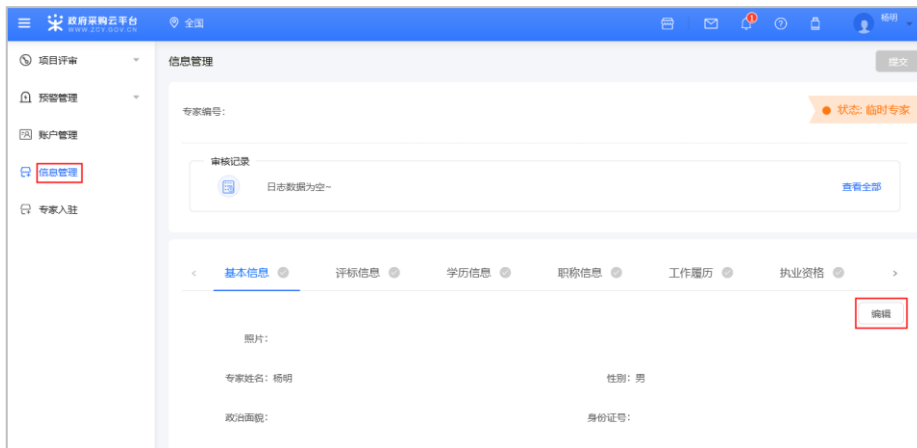 政府采购云平台
WWW.ZCY.GOV.CN
全国
杨明
项目评审
预警管理
账户管理
信息管理
专家入驻
信息管理
提交
专家编号：
状态: 临时专家
审核记录
日志数据为空~
查看全部
基本信息 评标信息 学历信息 职称信息 工作履历 执业资格
编辑
照片：
专家姓名：杨明 性别：男
政治面貌： 身份证号：